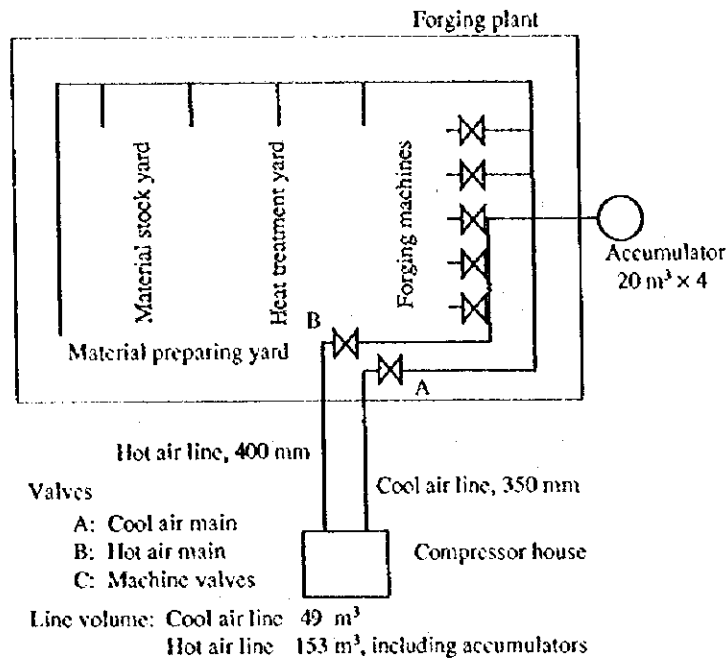 Forging plant
Material stock yard
Heat treatment yard
Forging machines
Accumulator
20 m³ × 4
B
Material preparing yard
A
Hot air line, 400 mm
Cool air line, 350 mm
Valves
A: Cool air main
B: Hot air main
C: Machine valves
Compressor house
Line volume: Cool air line 49 m³
Hot air line 153 m³, including accumulators